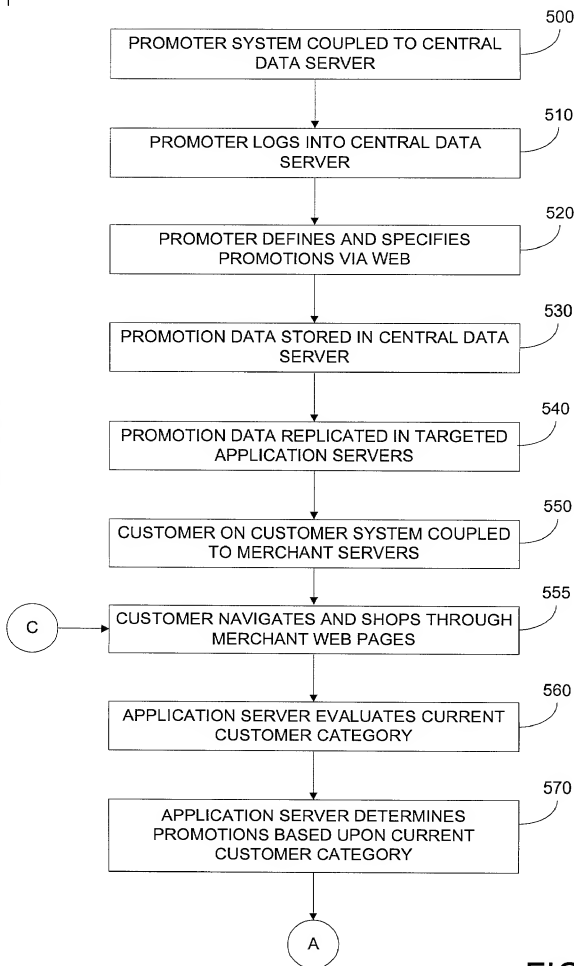 500
PROMOTER SYSTEM COUPLED TO CENTRAL
DATA SERVER
510
PROMOTER LOGS INTO CENTRAL DATA
SERVER
520
PROMOTER DEFINES AND SPECIFIES
PROMOTIONS VIA WEB
530
PROMOTION DATA STORED IN CENTRAL DATA
SERVER
540
PROMOTION DATA REPLICATED IN TARGETED
APPLICATION SERVERS
550
CUSTOMER ON CUSTOMER SYSTEM COUPLED
TO MERCHANT SERVERS
555
C
CUSTOMER NAVIGATES AND SHOPS THROUGH
MERCHANT WEB PAGES
560
APPLICATION SERVER EVALUATES CURRENT
CUSTOMER CATEGORY
570
APPLICATION SERVER DETERMINES
PROMOTIONS BASED UPON CURRENT
CUSTOMER CATEGORY
A